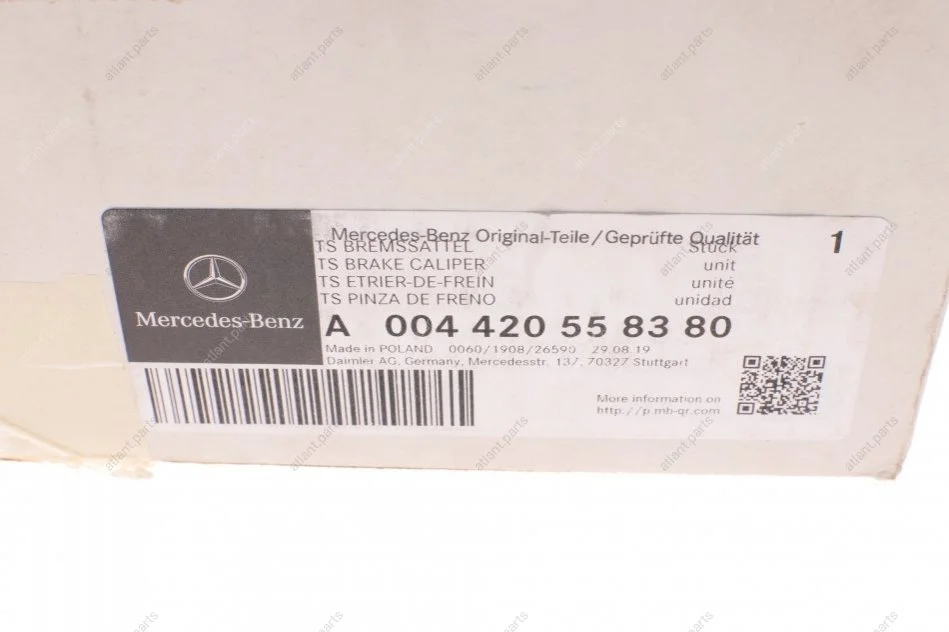 Mercedes-Benz Original-Teile/Geprüfte Qualität
1
TS BREMSSATTEL Stück
TS BRAKE CALIPER unit
TS ETRIER-DE-FREIN unité
TS PINZA DE FRENO unidad
Mercedes-Benz
A 004 420 55 83 80
Made in POLAND 0060/1908/26590 29.08.19
Daimler AG, Germany, Mercedesstr. 137, 70327 Stuttgart
More information on
http://p.mb-qr.com
atlant.parts